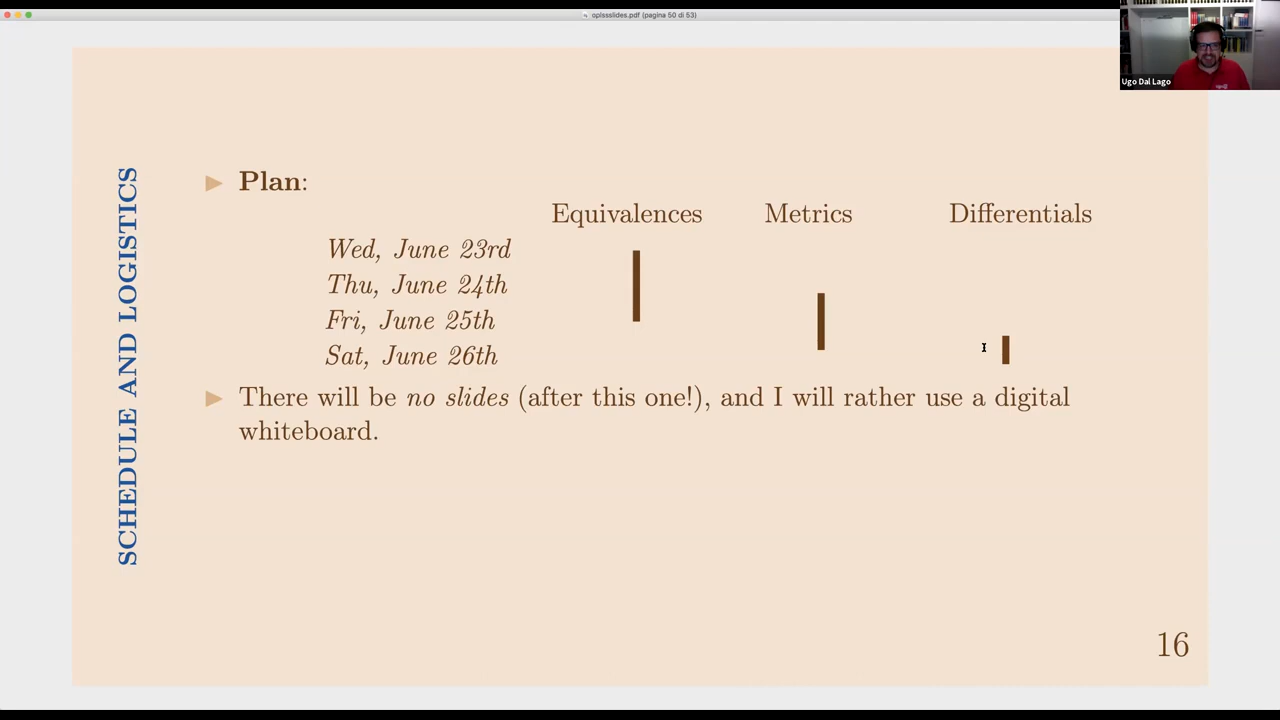 opissslides.pdf (pagina 50 di 53)
Ugo Dal Lago
SCHEDULE AND LOGISTICS
Plan:
Equivalences Metrics Differentials
Wed, June 23rd
Thu, June 24th
Fri, June 25th
Sat, June 26th
There will be no slides (after this one!), and I will rather use a digital
whiteboard.
16